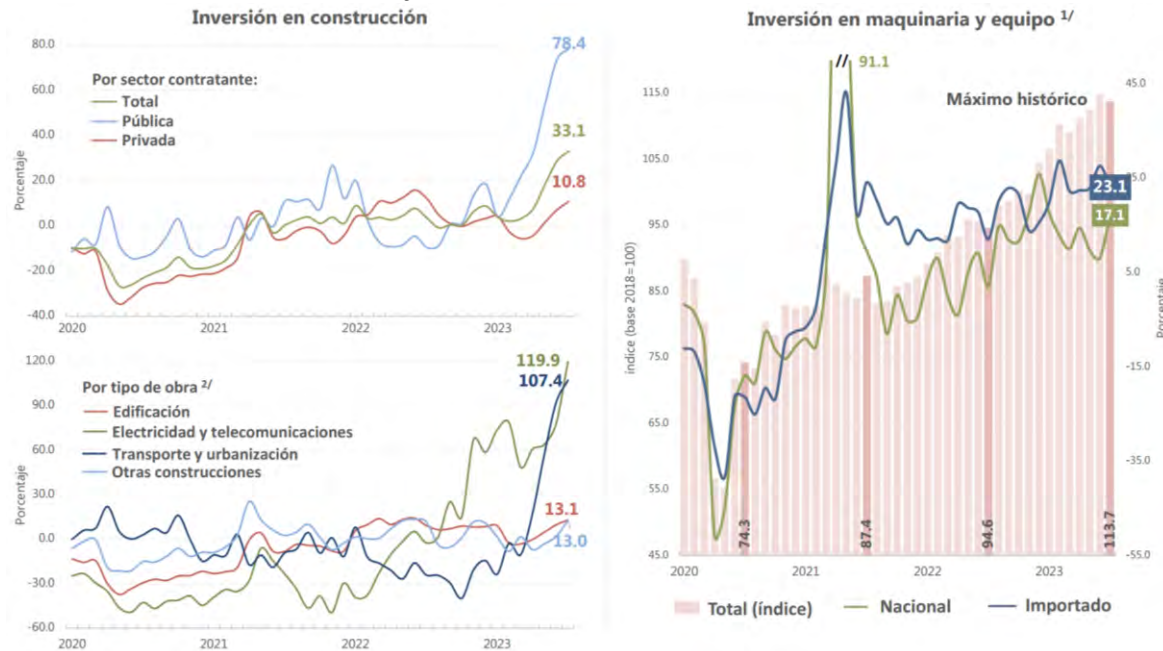 Inversión en construcción
80.0
60.0
40.0
20.0
0.0
-20.0
-40.0
Porcentaje
Por sector contratante:
Total
Pública
Privada
78.4
33.1
10.8
2020
2021
2022
2023
120.0
90.0
60.0
30.0
0.0
-30.0
-60.0
Porcentaje
Por tipo de obra 2/
Edificación
Electricidad y telecomunicaciones
Transporte y urbanización
Otras construcciones
119.9
107.4
13.1
13.0
2020
2021
2022
2023
Inversión en maquinaria y equipo 1/
115.0
105.0
95.0
85.0
75.0
65.0
55.0
45.0
índice (base 2018=100)
// 91.1
Máximo histórico
23.1
17.1
74.3
87.4
94.6
113.7
45.0
25.0
5.0
-15.0
-35.0
-55.0
Porcentaje
2020
2021
2022
2023
Total (índice)
Nacional
Importado